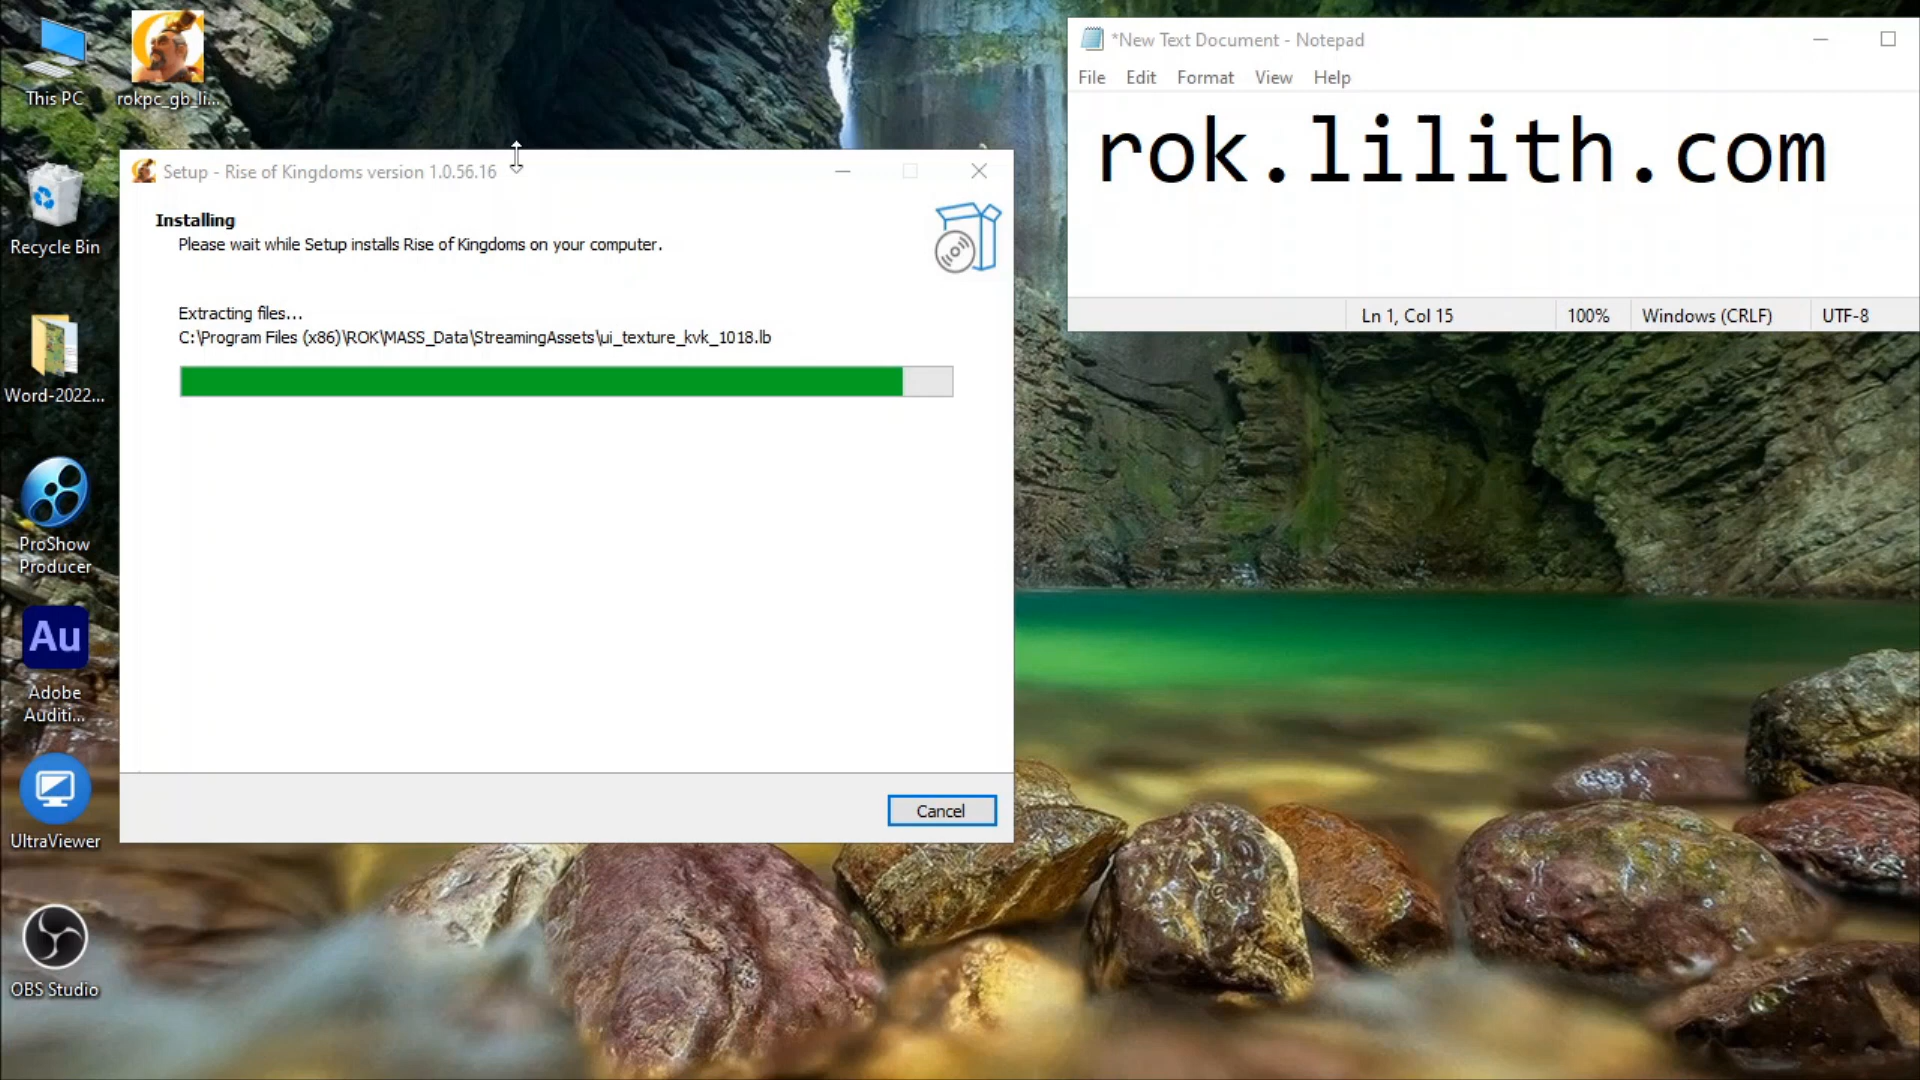 This PC
rokpc_gb_li...
Recycle Bin
Word-2022...
ProShow
Producer
Au
Adobe
Auditi...
UltraViewer
OBS Studio
Setup - Rise of Kingdoms version 1.0.56.16
Installing
Please wait while Setup installs Rise of Kingdoms on your computer.
Extracting files...
C:\Program Files (x86)\ROK\MASS_Data\StreamingAssets\ui_texture_kvk_1018.lb
Cancel
*New Text Document - Notepad
File Edit Format View Help
rok.lilith.com
Ln 1, Col 15 100% Windows (CRLF) UTF-8